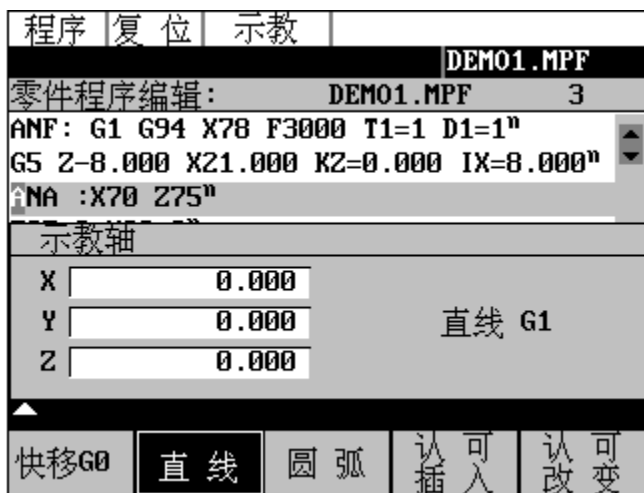 程序 复 位 示教
DEMO1.MPF
零件程序编辑: DEMO1.MPF 3
ANF: G1 G94 X78 F3000 T1=1 D1=1ⁿ
G5 Z-8.000 X21.000 KZ=0.000 IX=8.000ⁿ
ANA :X70 Z75ⁿ
示教轴
X 0.000
Y 0.000
直线 G1
Z 0.000
快移G0 直 线 圆 弧 认 可 插 入 认 可 改 变